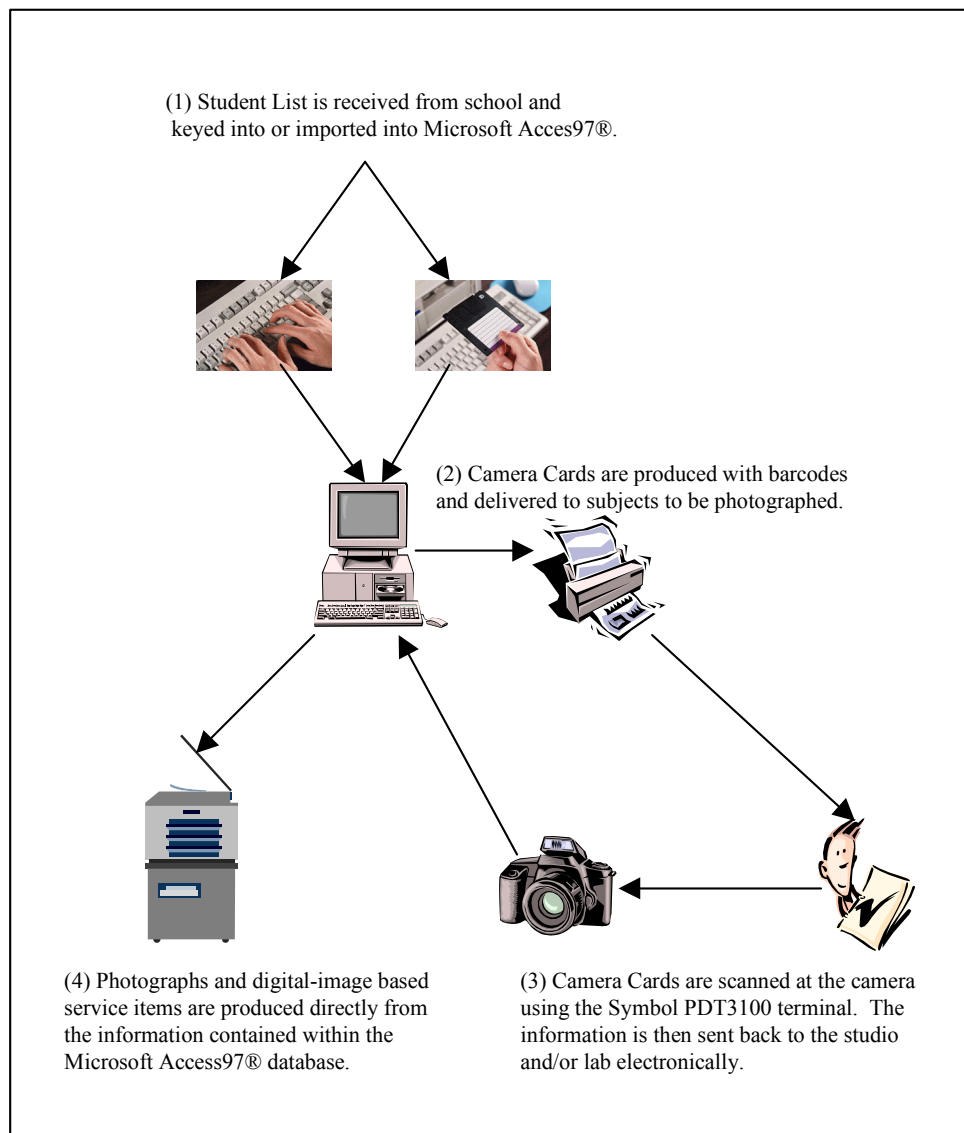 (1) Student List is received from school and
keyed into or imported into Microsoft Acces97®.
(2) Camera Cards are produced with barcodes
and delivered to subjects to be photographed.
(4) Photographs and digital-image based
service items are produced directly from
the information contained within the
Microsoft Access97® database.
(3) Camera Cards are scanned at the camera
using the Symbol PDT3100 terminal.  The
information is then sent back to the studio
and/or lab electronically.